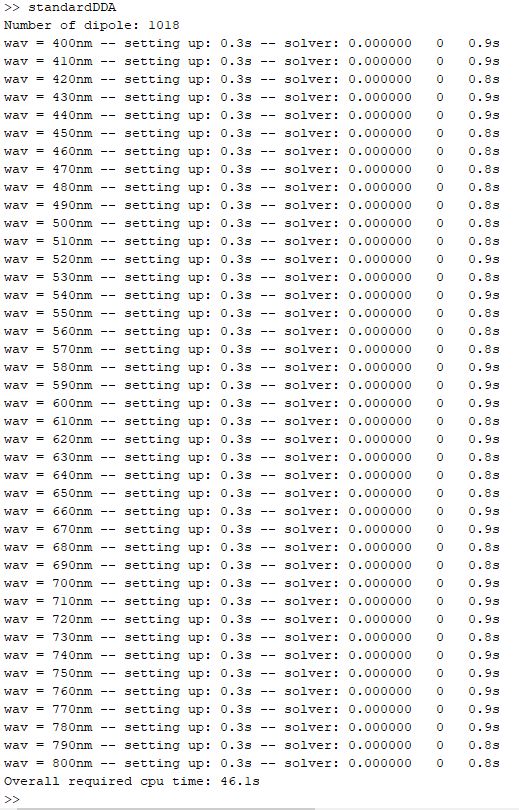 >> standardDDA
Number of dipole: 1018
wav = 400nm -- setting up: 0.3s -- solver: 0.000000   0   0.9s
wav = 410nm -- setting up: 0.3s -- solver: 0.000000   0   0.9s
wav = 420nm -- setting up: 0.3s -- solver: 0.000000   0   0.8s
wav = 430nm -- setting up: 0.3s -- solver: 0.000000   0   0.9s
wav = 440nm -- setting up: 0.3s -- solver: 0.000000   0   0.9s
wav = 450nm -- setting up: 0.3s -- solver: 0.000000   0   0.8s
wav = 460nm -- setting up: 0.3s -- solver: 0.000000   0   0.8s
wav = 470nm -- setting up: 0.3s -- solver: 0.000000   0   0.8s
wav = 480nm -- setting up: 0.3s -- solver: 0.000000   0   0.8s
wav = 490nm -- setting up: 0.3s -- solver: 0.000000   0   0.8s
wav = 500nm -- setting up: 0.3s -- solver: 0.000000   0   0.8s
wav = 510nm -- setting up: 0.3s -- solver: 0.000000   0   0.8s
wav = 520nm -- setting up: 0.3s -- solver: 0.000000   0   0.9s
wav = 530nm -- setting up: 0.3s -- solver: 0.000000   0   0.8s
wav = 540nm -- setting up: 0.3s -- solver: 0.000000   0   0.9s
wav = 550nm -- setting up: 0.3s -- solver: 0.000000   0   0.8s
wav = 560nm -- setting up: 0.3s -- solver: 0.000000   0   0.8s
wav = 570nm -- setting up: 0.3s -- solver: 0.000000   0   0.8s
wav = 580nm -- setting up: 0.3s -- solver: 0.000000   0   0.9s
wav = 590nm -- setting up: 0.3s -- solver: 0.000000   0   0.9s
wav = 600nm -- setting up: 0.3s -- solver: 0.000000   0   0.9s
wav = 610nm -- setting up: 0.3s -- solver: 0.000000   0   0.8s
wav = 620nm -- setting up: 0.3s -- solver: 0.000000   0   0.9s
wav = 630nm -- setting up: 0.3s -- solver: 0.000000   0   0.8s
wav = 640nm -- setting up: 0.3s -- solver: 0.000000   0   0.8s
wav = 650nm -- setting up: 0.3s -- solver: 0.000000   0   0.8s
wav = 660nm -- setting up: 0.3s -- solver: 0.000000   0   0.9s
wav = 670nm -- setting up: 0.3s -- solver: 0.000000   0   0.9s
wav = 680nm -- setting up: 0.3s -- solver: 0.000000   0   0.8s
wav = 690nm -- setting up: 0.3s -- solver: 0.000000   0   0.8s
wav = 700nm -- setting up: 0.3s -- solver: 0.000000   0   0.9s
wav = 710nm -- setting up: 0.3s -- solver: 0.000000   0   0.9s
wav = 720nm -- setting up: 0.3s -- solver: 0.000000   0   0.9s
wav = 730nm -- setting up: 0.3s -- solver: 0.000000   0   0.8s
wav = 740nm -- setting up: 0.3s -- solver: 0.000000   0   0.9s
wav = 750nm -- setting up: 0.3s -- solver: 0.000000   0   0.9s
wav = 760nm -- setting up: 0.3s -- solver: 0.000000   0   0.9s
wav = 770nm -- setting up: 0.3s -- solver: 0.000000   0   0.9s
wav = 780nm -- setting up: 0.3s -- solver: 0.000000   0   0.9s
wav = 790nm -- setting up: 0.3s -- solver: 0.000000   0   0.8s
wav = 800nm -- setting up: 0.3s -- solver: 0.000000   0   0.8s
Overall required cpu time: 46.1s
>>